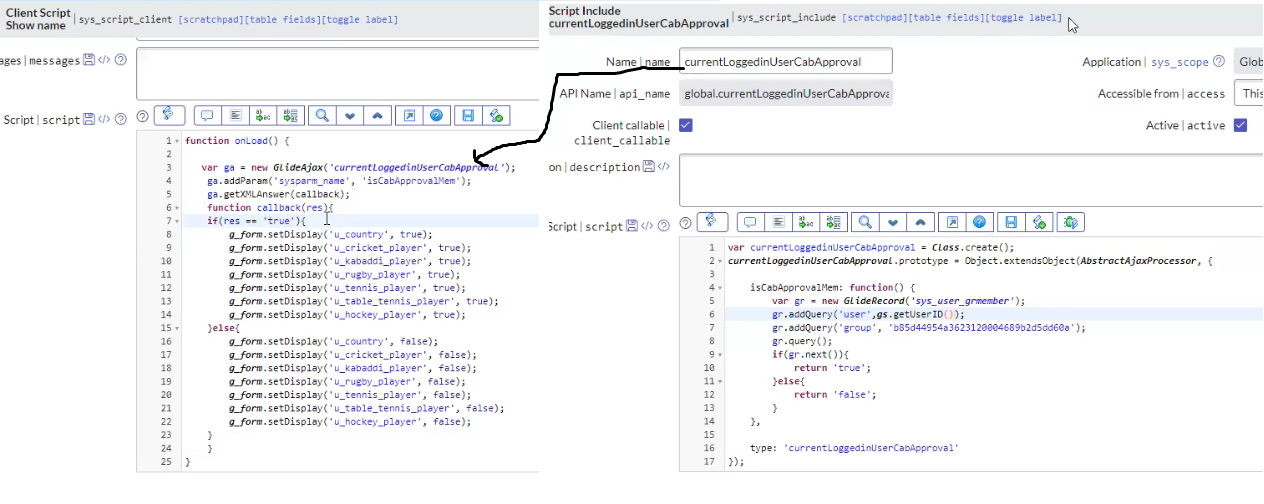 Client Script
Show name
sys_script_client [scratchpad][table fields][toggle label]
ages | messages
Script | script
1 function onLoad() {
2
3 var ga = new GlideAjax('currentLoggedinUserCabApproval');
4 ga.addParam('sysparm_name', 'isCabApprovalMem');
5 ga.getXMLAnswer(callback);
6 function callback(res){
7 if(res == 'true'){
8 g_form.setDisplay('u_country', true);
9 g_form.setDisplay('u_cricket_player', true);
10 g_form.setDisplay('u_kabaddi_player', true);
11 g_form.setDisplay('u_rugby_player', true);
12 g_form.setDisplay('u_tennis_player', true);
13 g_form.setDisplay('u_table_tennis_player', true);
14 g_form.setDisplay('u_hockey_player', true);
15 }else{
16 g_form.setDisplay('u_country', false);
17 g_form.setDisplay('u_cricket_player', false);
18 g_form.setDisplay('u_kabaddi_player', false);
19 g_form.setDisplay('u_rugby_player', false);
20 g_form.setDisplay('u_tennis_player', false);
21 g_form.setDisplay('u_table_tennis_player', false);
22 g_form.setDisplay('u_hockey_player', false);
23 }
24 }
25 }
Script Include
currentLoggedinUserCabApproval
sys_script_include [scratchpad][table fields][toggle label]
Name | name currentLoggedinUserCabApproval
Application | sys_scope Glob
API Name | api_name global.currentLoggedinUserCabApprova
Accessible from | access This
Client callable |
client_callable
Active | active
on | description
Script | script
1 var currentLoggedinUserCabApproval = Class.create();
2 currentLoggedinUserCabApproval.prototype = Object.extendsObject(AbstractAjaxProcessor, {
3
4 isCabApprovalMem: function() {
5 var gr = new GlideRecord('sys_user_grmember');
6 gr.addQuery('user',gs.getUserID());
7 gr.addQuery('group', 'b85d44954a3623120004689b2d5dd60a');
8 gr.query();
9 if(gr.next()){
10 return 'true';
11 }else{
12 return 'false';
13 }
14 },
15
16 type: 'currentLoggedinUserCabApproval'
17 });